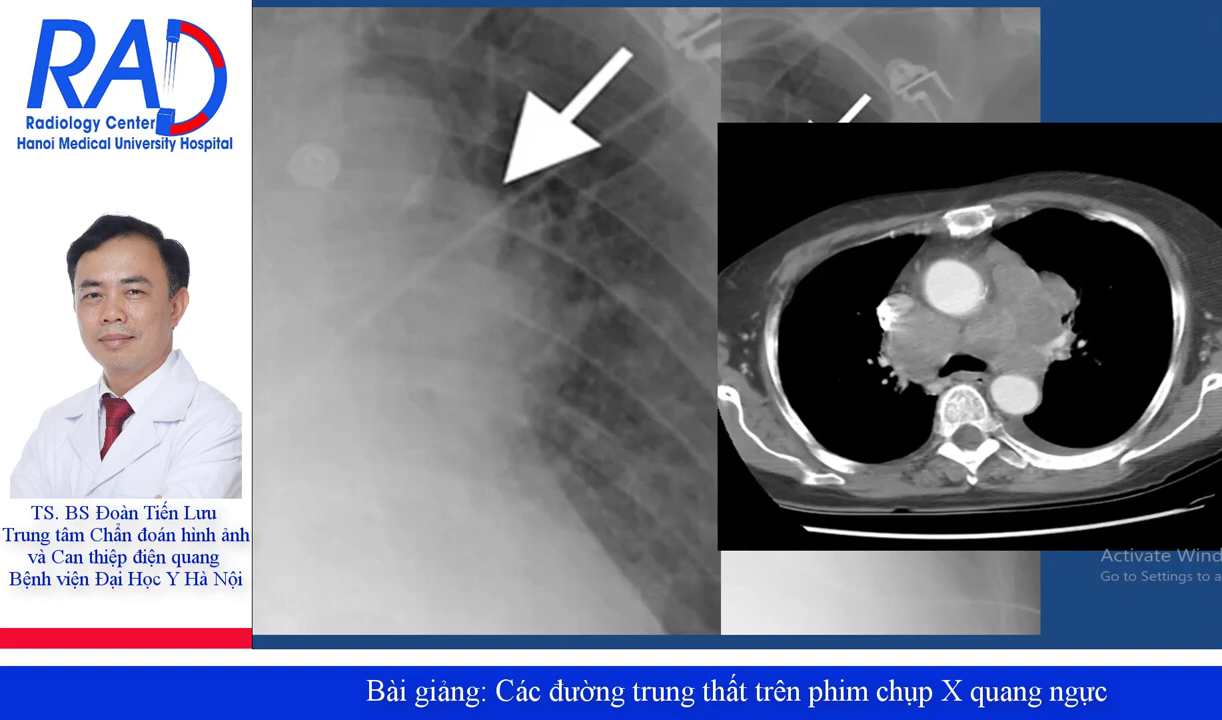 RAD
Radiology Center
Hanoi Medical University Hospital
TS. BS Đoàn Tiến Lưu
Trung tâm Chẩn đoán hình ảnh
và Can thiệp điện quang
Bệnh viện Đại Học Y Hà Nội
Activate Wind
Go to Settings to a
Bài giảng: Các đường trung thất trên phim chụp X quang ngực